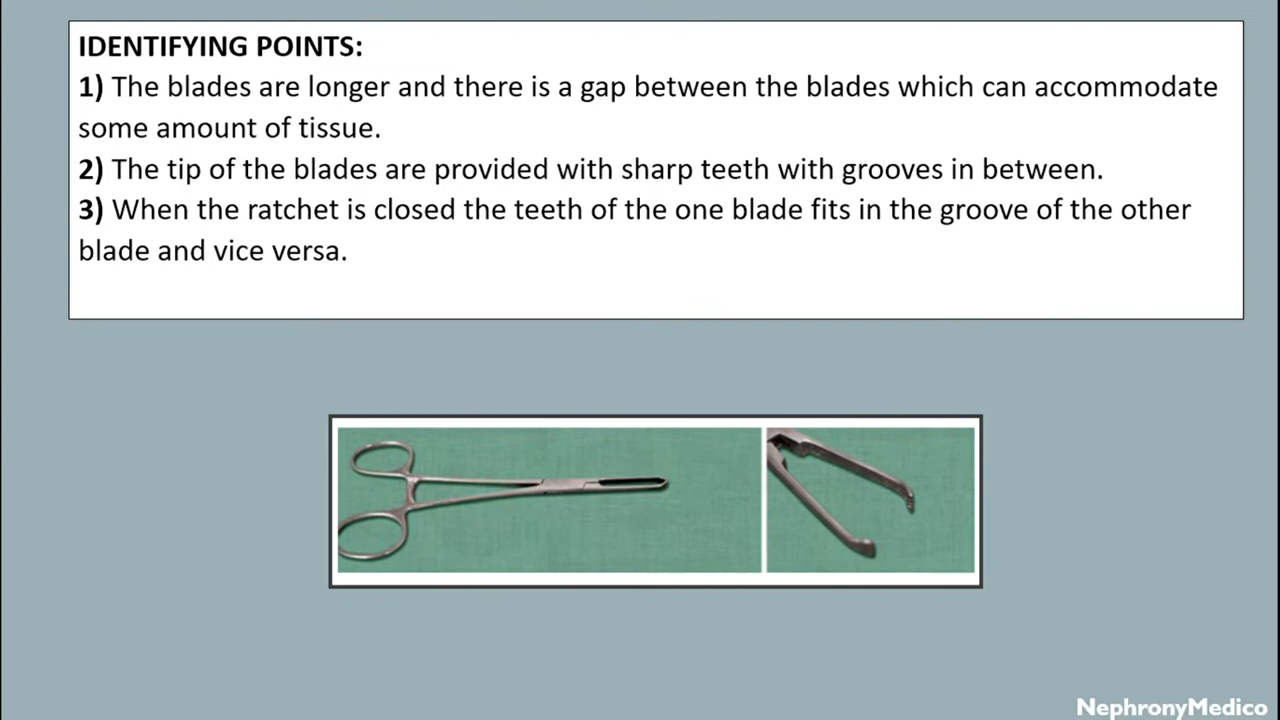 IDENTIFYING POINTS:
1) The blades are longer and there is a gap between the blades which can accommodate
some amount of tissue.
2) The tip of the blades are provided with sharp teeth with grooves in between.
3) When the ratchet is closed the teeth of the one blade fits in the groove of the other
blade and vice versa.
NephronyMedico